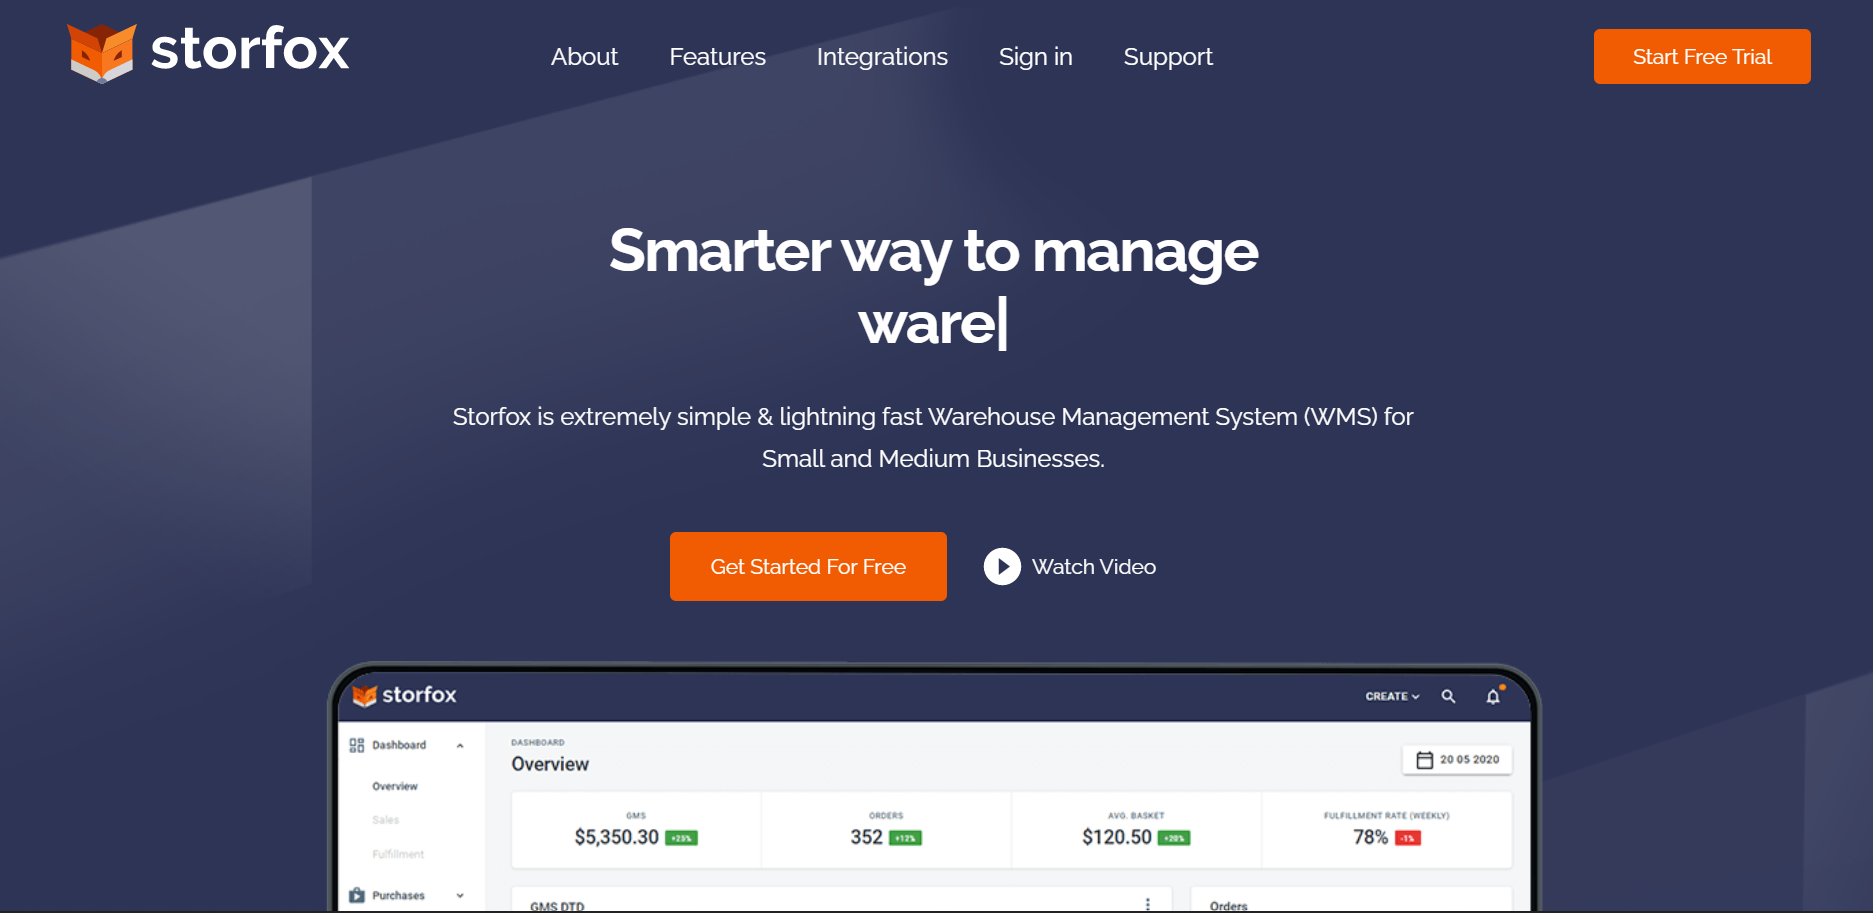 storfox
About Features Integrations Sign in Support
Start Free Trial
Smarter way to manage
ware|
Storfox is extremely simple & lightning fast Warehouse Management System (WMS) for
Small and Medium Businesses.
Get Started For Free
Watch Video
storfox
CREATE
Dashboard
Overview
Sales
Fulfillment
Purchases
DASHBOARD
Overview
20 05 2020
GMS
$5,350.30 +25%
ORDERS
352 +12%
AVG. BASKET
$120.50 +20%
FULFILLMENT RATE (WEEKLY)
78% -1%
GMS DTD
Orders